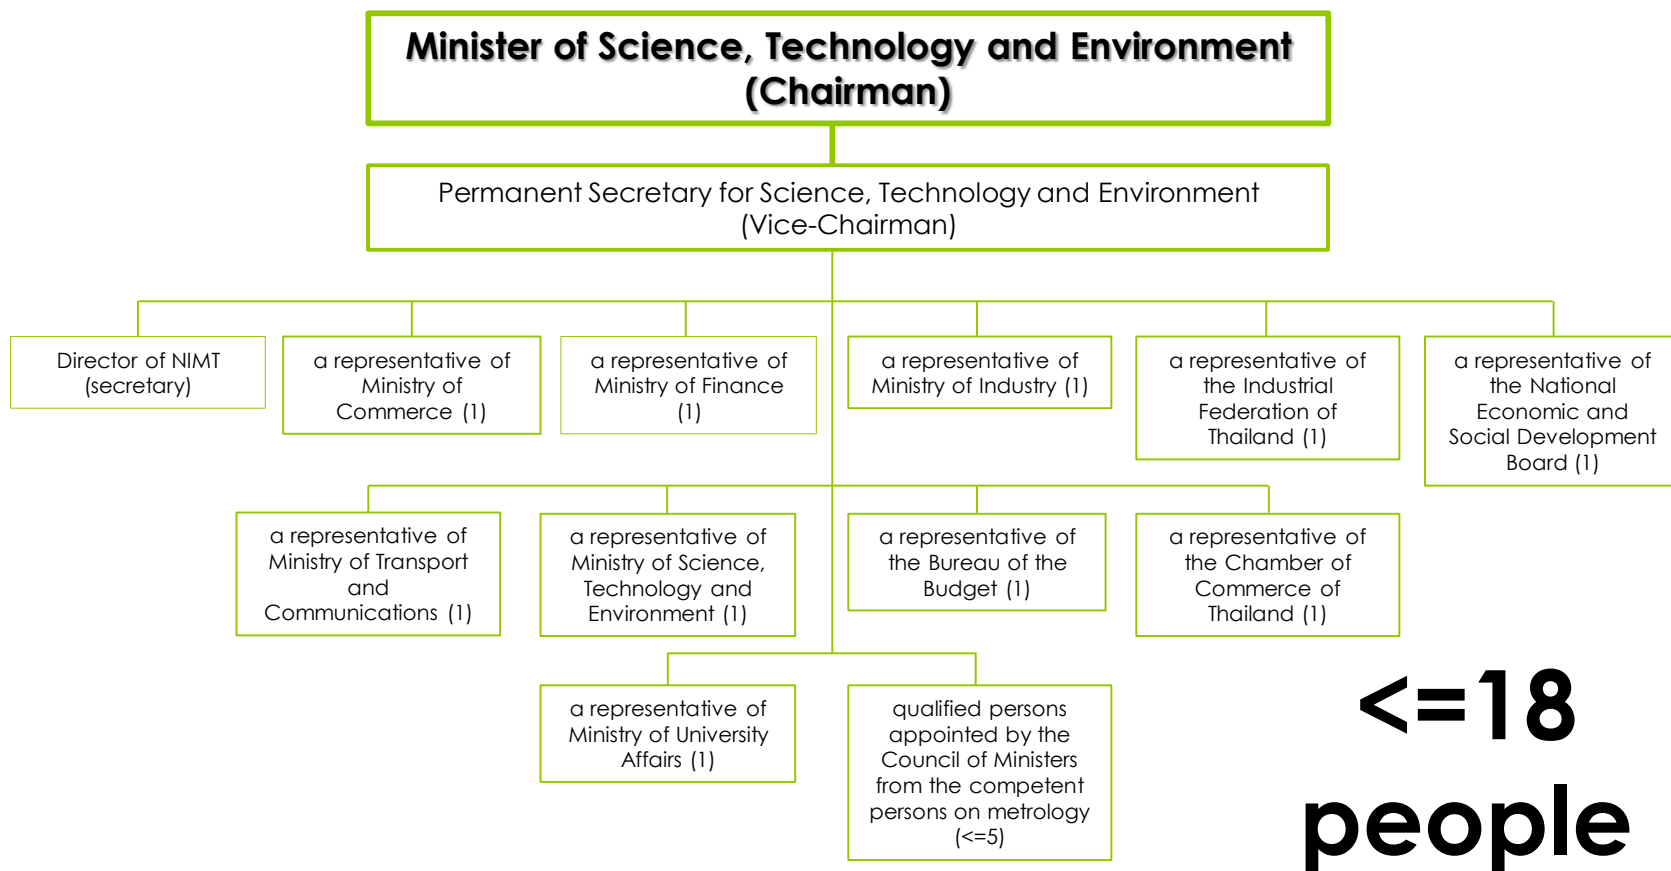 Minister of Science, Technology and Environment
(Chairman)
Permanent Secretary for Science, Technology and Environment
(Vice-Chairman)
Director of NIMT
(secretary)
a representative of
Ministry of
Commerce (1)
a representative of
Ministry of Finance
(1)
a representative of
Ministry of Industry (1)
a representative of
the Industrial
Federation of
Thailand (1)
a representative of
the National
Economic and
Social Development
Board (1)
a representative of
Ministry of Transport
and
Communications (1)
a representative of
Ministry of Science,
Technology and
Environment (1)
a representative of
the Bureau of the
Budget (1)
a representative of
the Chamber of
Commerce of
Thailand (1)
a representative of
Ministry of University
Affairs (1)
qualified persons
appointed by the
Council of Ministers
from the competent
persons on metrology
(<=5)
<=18
people